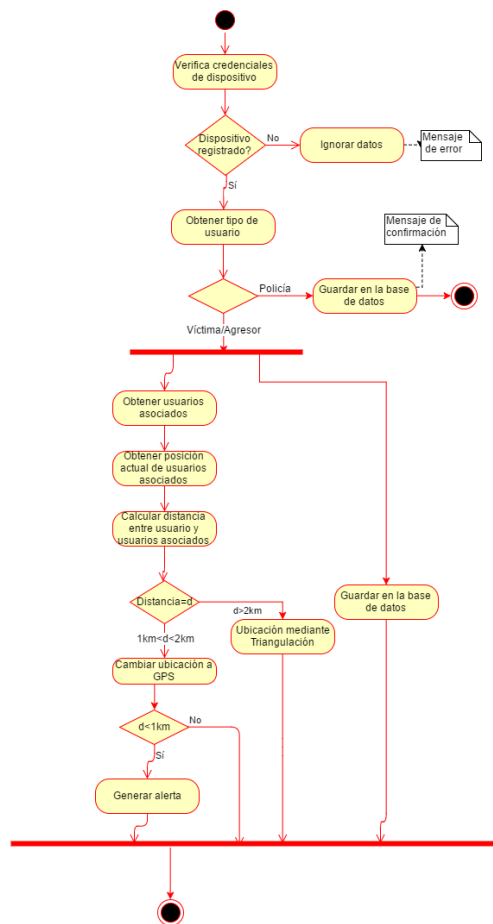 Verifica credenciales
de dispositivo
Dispositivo
registrado?
No
Ignorar datos
Mensaje
de error
Sí
Obtener tipo de
usuario
Mensaje de
confirmación
Policía
Guardar en la base
de datos
Víctima/Agresor
Obtener usuarios
asociados
Obtener posición
actual de usuarios
asociados
Calcular distancia
entre usuario y
usuarios asociados
Distancia=d
d>2km
Guardar en la base
de datos
1km<d<2km
Ubicación mediante
Triangulación
Cambiar ubicación a
GPS
d<1km
No
Sí
Generar alerta